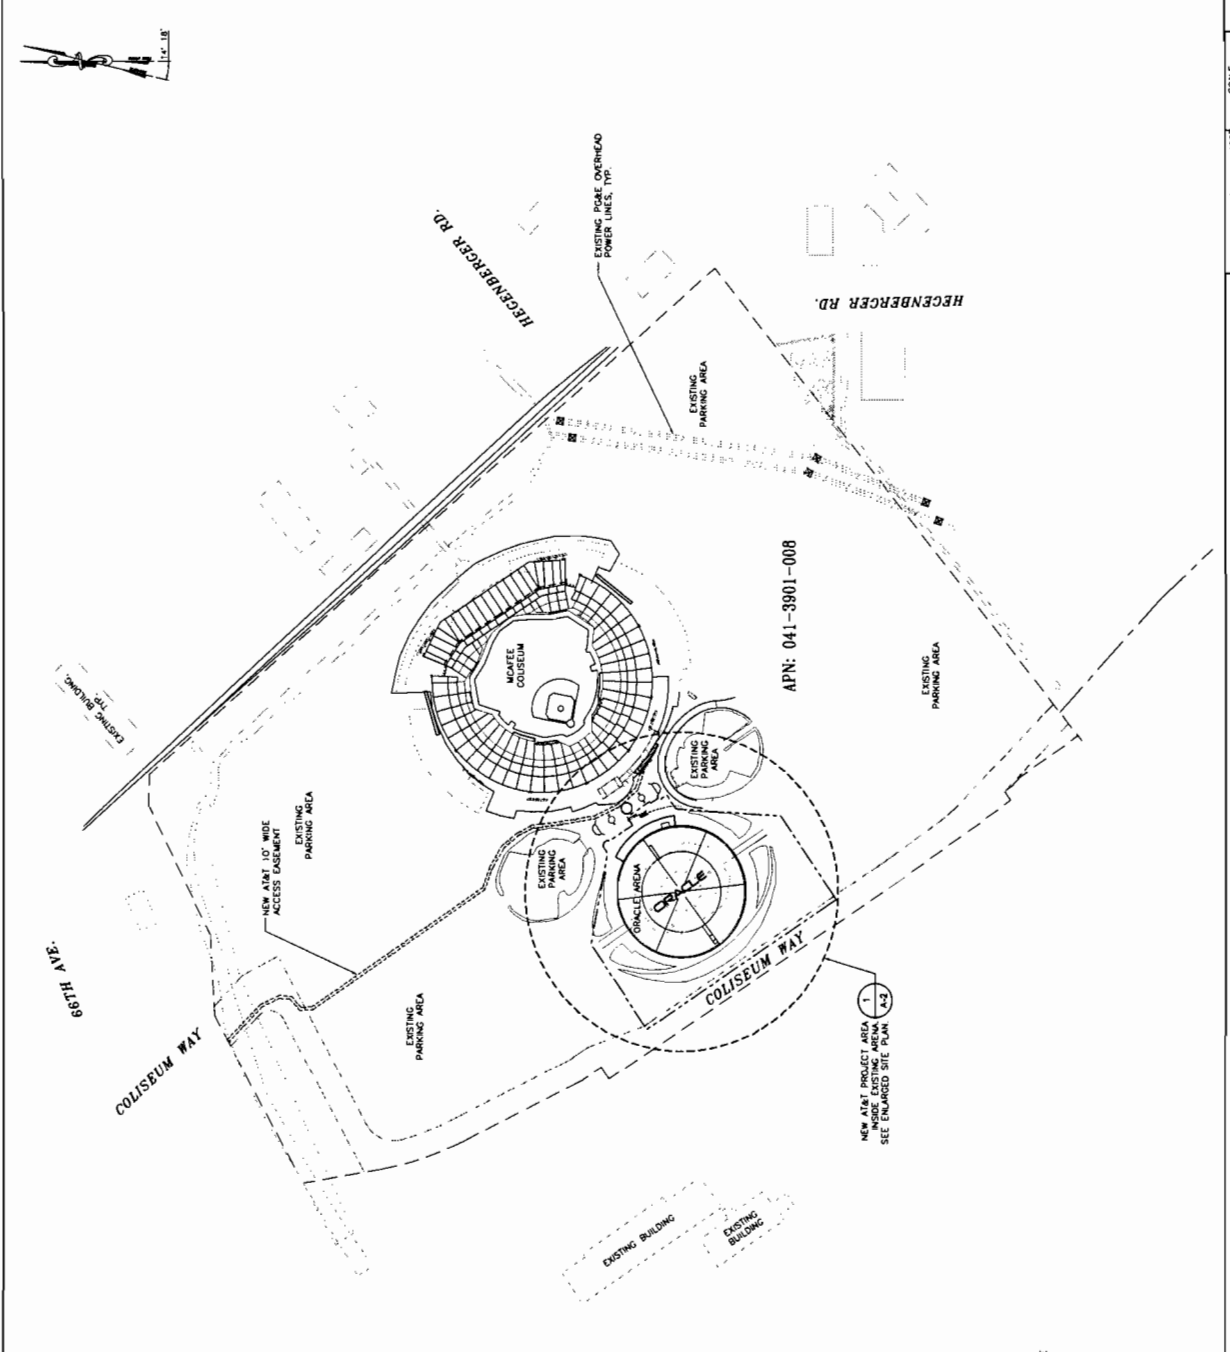 14° 18'
HEGENBERGER RD.
EXISTING PG&E OVERHEAD
POWER LINES, TYP.
HEGENBERGER RD.
EXISTING
PARKING AREA
EXISTING BUILDING,
TYP.
MCAFEE
COLISEUM
APN: 041-3901-008
EXISTING
PARKING AREA
NEW AT&T 10' WIDE
ACCESS EASEMENT
EXISTING
PARKING AREA
EXISTING
PARKING
AREA
EXISTING
PARKING
AREA
ORACLE ARENA
ORACLE
66TH AVE.
COLISEUM WAY
EXISTING
PARKING AREA
COLISEUM WAY
NEW AT&T PROJECT AREA
INSIDE EXISTING ARENA,
SEE ENLARGED SITE PLAN.
1
A-2
EXISTING BUILDING
EXISTING
BUILDING